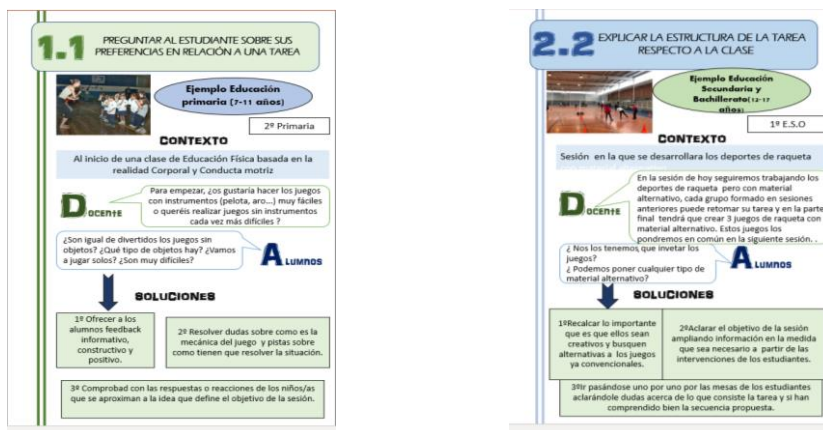 1.1
PREGUNTAR AL ESTUDIANTE SOBRE SUS
PREFERENCIAS EN RELACIÓN A UNA TAREA
Ejemplo Educación
primaria (7-11 años)
2º Primaria
CONTEXTO
Al inicio de una clase de Educación Física basada en la
realidad Corporal y Conducta motriz
DOCENTE
Para empezar, ¿os gustaría hacer los juegos
con instrumentos (pelota, aro...) muy fáciles
o queréis realizar juegos sin instrumentos
cada vez más difíciles ?
¿Son igual de divertidos los juegos sin
objetos? ¿Qué tipo de objetos hay? ¿Vamos
a jugar solos? ¿Son muy difíciles?
ALUMNOS
SOLUCIONES
1º Ofrecer a los
alumnos feedback
informativo,
constructivo y
positivo.
2º Resolver dudas sobre como es la
mecánica del juego y pistas sobre
como tienen que resolver la situación.
3º Comprobad con las respuestas o reacciones de los niños/as
que se aproximan a la idea que define el objetivo de la sesión.
2.2
EXPLICAR LA ESTRUCTURA DE LA TAREA
RESPECTO A LA CLASE
Ejemplo Educación
Secundaria y
Bachillerato(12-17
años)
1º E.S.O
CONTEXTO
Sesión en la que se desarrollara los deportes de raqueta
DOCENTE
En la sesión de hoy seguiremos trabajando los
deportes de raqueta pero con material
alternativo, cada grupo formado en sesiones
anteriores puede retomar su tarea y en la parte
final tendrá que crear 3 juegos de raqueta con
material alternativo. Estos juegos los
pondremos en común en la siguiente sesión. .
¿ Nos los tenemos que invetar los
juegos?
¿ Podemos poner cualquier tipo de
material alternativo?
ALUMNOS
SOLUCIONES
1ºRecalcar lo importante
que es que ellos sean
creativos y busquen
alternativas a los juegos
ya convencionales.
2ºAclarar el objetivo de la sesión
ampliando información en la medida
que sea necesario a partir de las
intervenciones de los estudiantes.
3ºIr pasándose uno por uno por las mesas de los estudiantes
aclarándole dudas acerca de lo que consiste la tarea y si han
comprendido bien la secuencia propuesta.